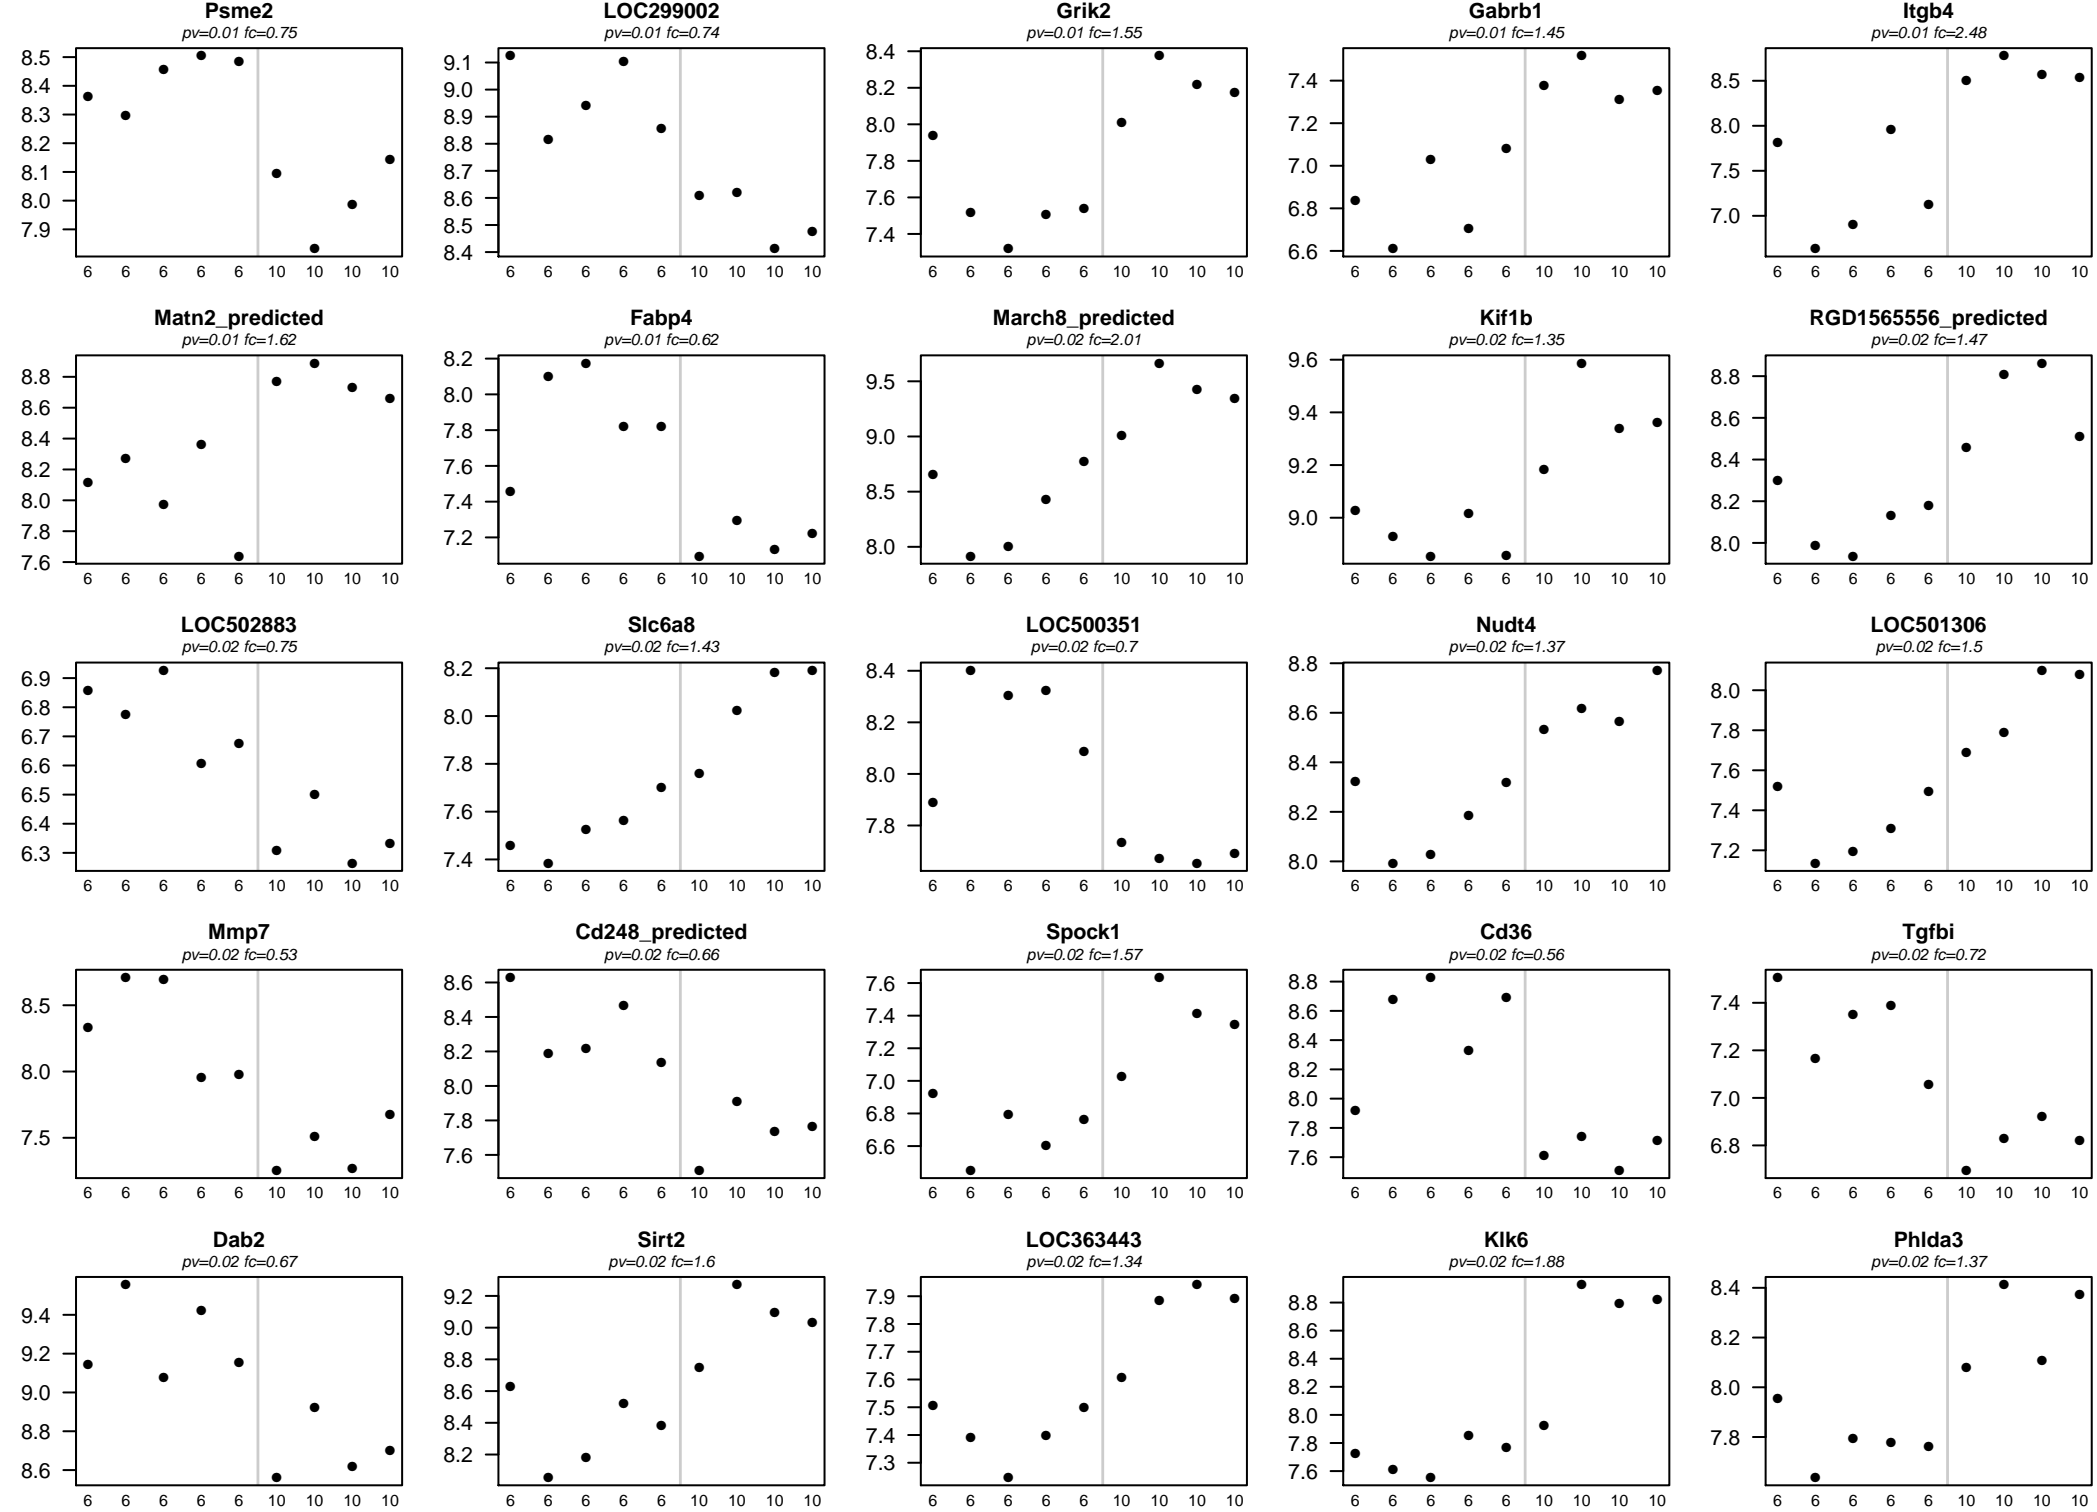 Psme2 LOC299002 Grik2 Gabrb1 Itgb4
pv=0.01 fc=0.75 pv=0.01 fc=0.74 pv=0.01 fc=1.55 pv=0.01 fc=1.45 pv=0.01 fc=2.48
8.5 9.1 8.4 7.4 8.5
8.4 9.0 8.2 7.2 8.0
8.3 8.9 8.0 7.0 7.5
8.2 8.8 7.8 6.8 7.0
8.1 8.7 7.6 6.6
8.0 8.6 7.4
7.9 8.5
8.4
6 6 6 6 6 10 10 10 10 6 6 6 6 6 10 10 10 10 6 6 6 6 6 10 10 10 10 6 6 6 6 6 10 10 10 10 6 6 6 6 6 10 10 10 10
Matn2_predicted Fabp4 March8_predicted Kif1b RGD1565556_predicted
pv=0.01 fc=1.62 pv=0.01 fc=0.62 pv=0.02 fc=2.01 pv=0.02 fc=1.35 pv=0.02 fc=1.47
8.8 8.2 9.5 9.6 8.8
8.6 8.0 9.0 9.4 8.6
8.4 7.8 8.5 9.2 8.4
8.2 7.6 8.0 9.0 8.2
8.0 7.4 8.0
7.8 7.2
7.6
6 6 6 6 6 10 10 10 10 6 6 6 6 6 10 10 10 10 6 6 6 6 6 10 10 10 10 6 6 6 6 6 10 10 10 10 6 6 6 6 6 10 10 10 10
LOC502883 Slc6a8 LOC500351 Nudt4 LOC501306
pv=0.02 fc=0.75 pv=0.02 fc=1.43 pv=0.02 fc=0.7 pv=0.02 fc=1.37 pv=0.02 fc=1.5
6.9 8.2 8.4 8.8 8.0
6.8 8.0 8.2 8.6 7.8
6.7 7.8 8.0 8.4 7.6
6.6 7.6 7.8 8.2 7.4
6.5 7.4 8.0 7.2
6.4
6.3
6 6 6 6 6 10 10 10 10 6 6 6 6 6 10 10 10 10 6 6 6 6 6 10 10 10 10 6 6 6 6 6 10 10 10 10 6 6 6 6 6 10 10 10 10
Mmp7 Cd248_predicted Spock1 Cd36 Tgfbi
pv=0.02 fc=0.53 pv=0.02 fc=0.66 pv=0.02 fc=1.57 pv=0.02 fc=0.56 pv=0.02 fc=0.72
8.5 8.6 7.6 8.8 7.4
8.0 8.4 7.4 8.6 7.2
7.5 8.2 7.2 8.4 7.0
8.0 7.0 8.2 6.8
7.8 6.8 8.0
7.6 6.6 7.8
7.6
6 6 6 6 6 10 10 10 10 6 6 6 6 6 10 10 10 10 6 6 6 6 6 10 10 10 10 6 6 6 6 6 10 10 10 10 6 6 6 6 6 10 10 10 10
Dab2 Sirt2 LOC363443 Klk6 Phlda3
pv=0.02 fc=0.67 pv=0.02 fc=1.6 pv=0.02 fc=1.34 pv=0.02 fc=1.88 pv=0.02 fc=1.37
9.4 9.2 7.9 8.8 8.4
9.2 9.0 7.8 8.6 8.2
9.0 8.8 7.7 8.4 8.0
8.8 8.6 7.6 8.2 7.8
8.6 8.4 7.5 8.0
8.2 7.4 7.8
7.3 7.6
6 6 6 6 6 10 10 10 10 6 6 6 6 6 10 10 10 10 6 6 6 6 6 10 10 10 10 6 6 6 6 6 10 10 10 10 6 6 6 6 6 10 10 10 10